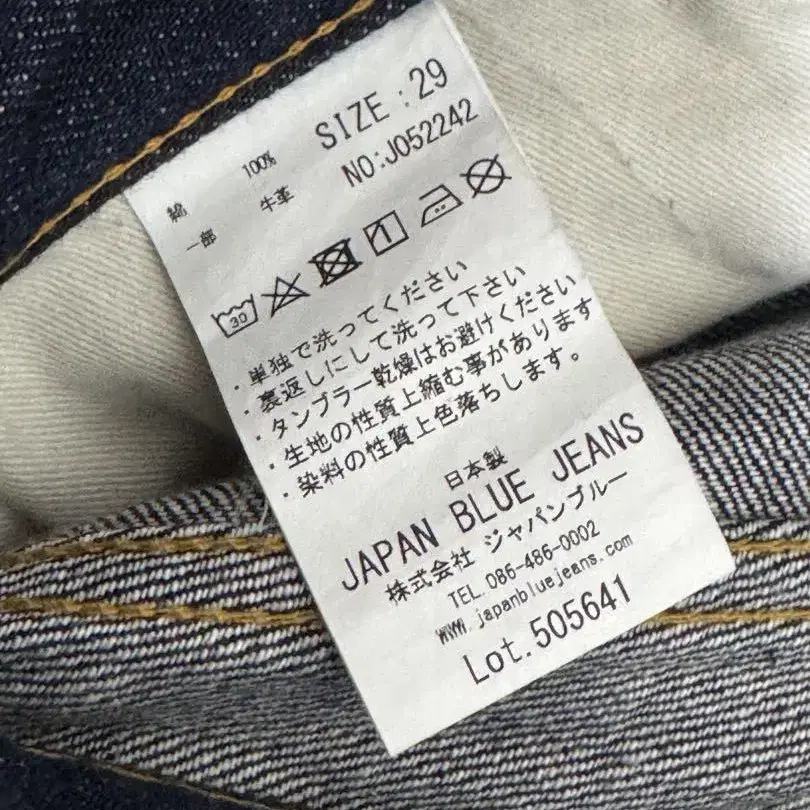 SIZE : 29
NO:J052242
綿 100%
一部 牛革
30
・単独で洗ってください
・裏返しにして洗って下さい
・タンブラー乾燥はお避けください
・生地の性質上縮む事があります
・染料の性質上色落ちします。
日本製
JAPAN BLUE JEANS
株式会社 ジャパンブルー
TEL.086-486-0002
www.japanbluejeans.com
Lot.505641